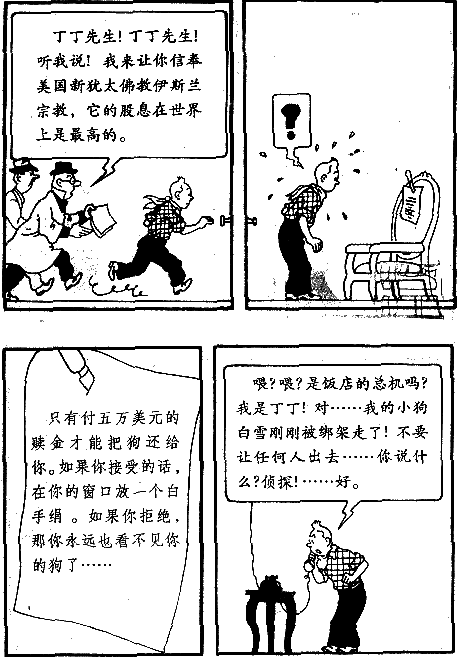 丁丁先生!丁丁先生!
听我说!我来让你信奉
美国新犹太佛教伊斯兰
宗教，它的股息在世界
上是最高的。
只有付五万美元的
赎金才能把狗还给
你。如果你接受的话，
在你的窗口放一个白
手绢。如果你拒绝，
那你永远也看不见你
的狗了……
喂?喂?是饭店的总机吗?
我是丁丁!对……我的小狗
白雪刚刚被绑架走了!不要
让任何人出去……你说什
么?侦探!……好。